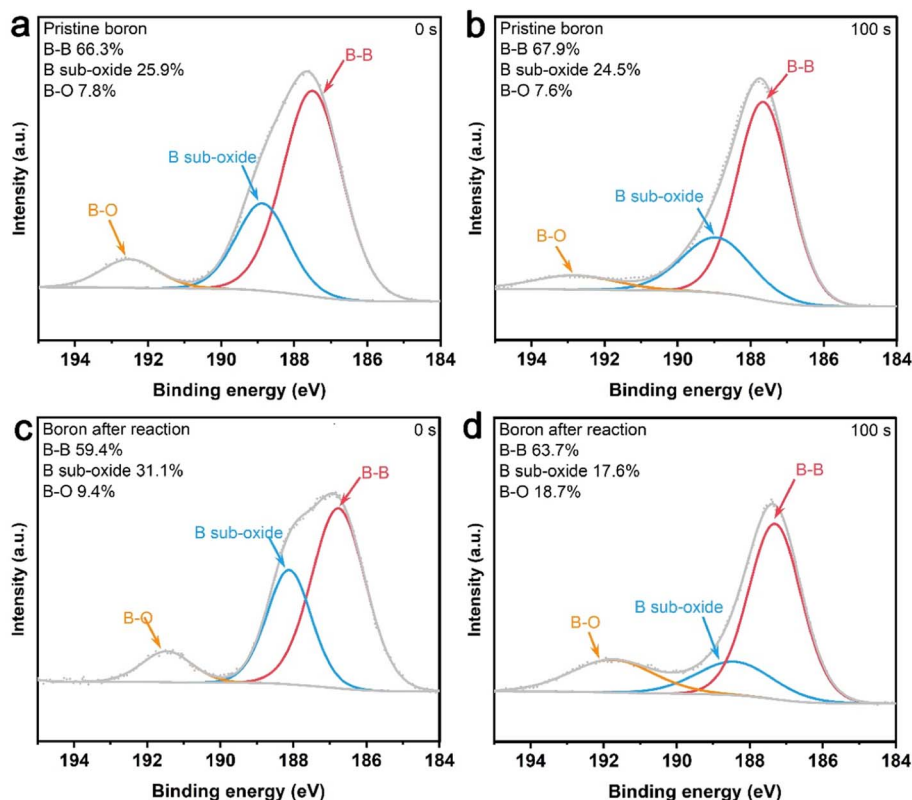 a
Pristine boron
0 s
B-B 66.3%
B sub-oxide 25.9%
B-O 7.8%
B-B
B sub-oxide
B-O
Intensity (a.u.)
194 192 190 188 186 184
Binding energy (eV)
b
Pristine boron
100 s
B-B 67.9%
B sub-oxide 24.5%
B-O 7.6%
B-B
B sub-oxide
B-O
Intensity (a.u.)
194 192 190 188 186 184
Binding energy (eV)
c
Boron after reaction
0 s
B-B 59.4%
B sub-oxide 31.1%
B-O 9.4%
B-B
B sub-oxide
B-O
Intensity (a.u.)
194 192 190 188 186 184
Binding energy (eV)
d
Boron after reaction
100 s
B-B 63.7%
B sub-oxide 17.6%
B-O 18.7%
B-B
B sub-oxide
B-O
Intensity (a.u.)
194 192 190 188 186 184
Binding energy (eV)